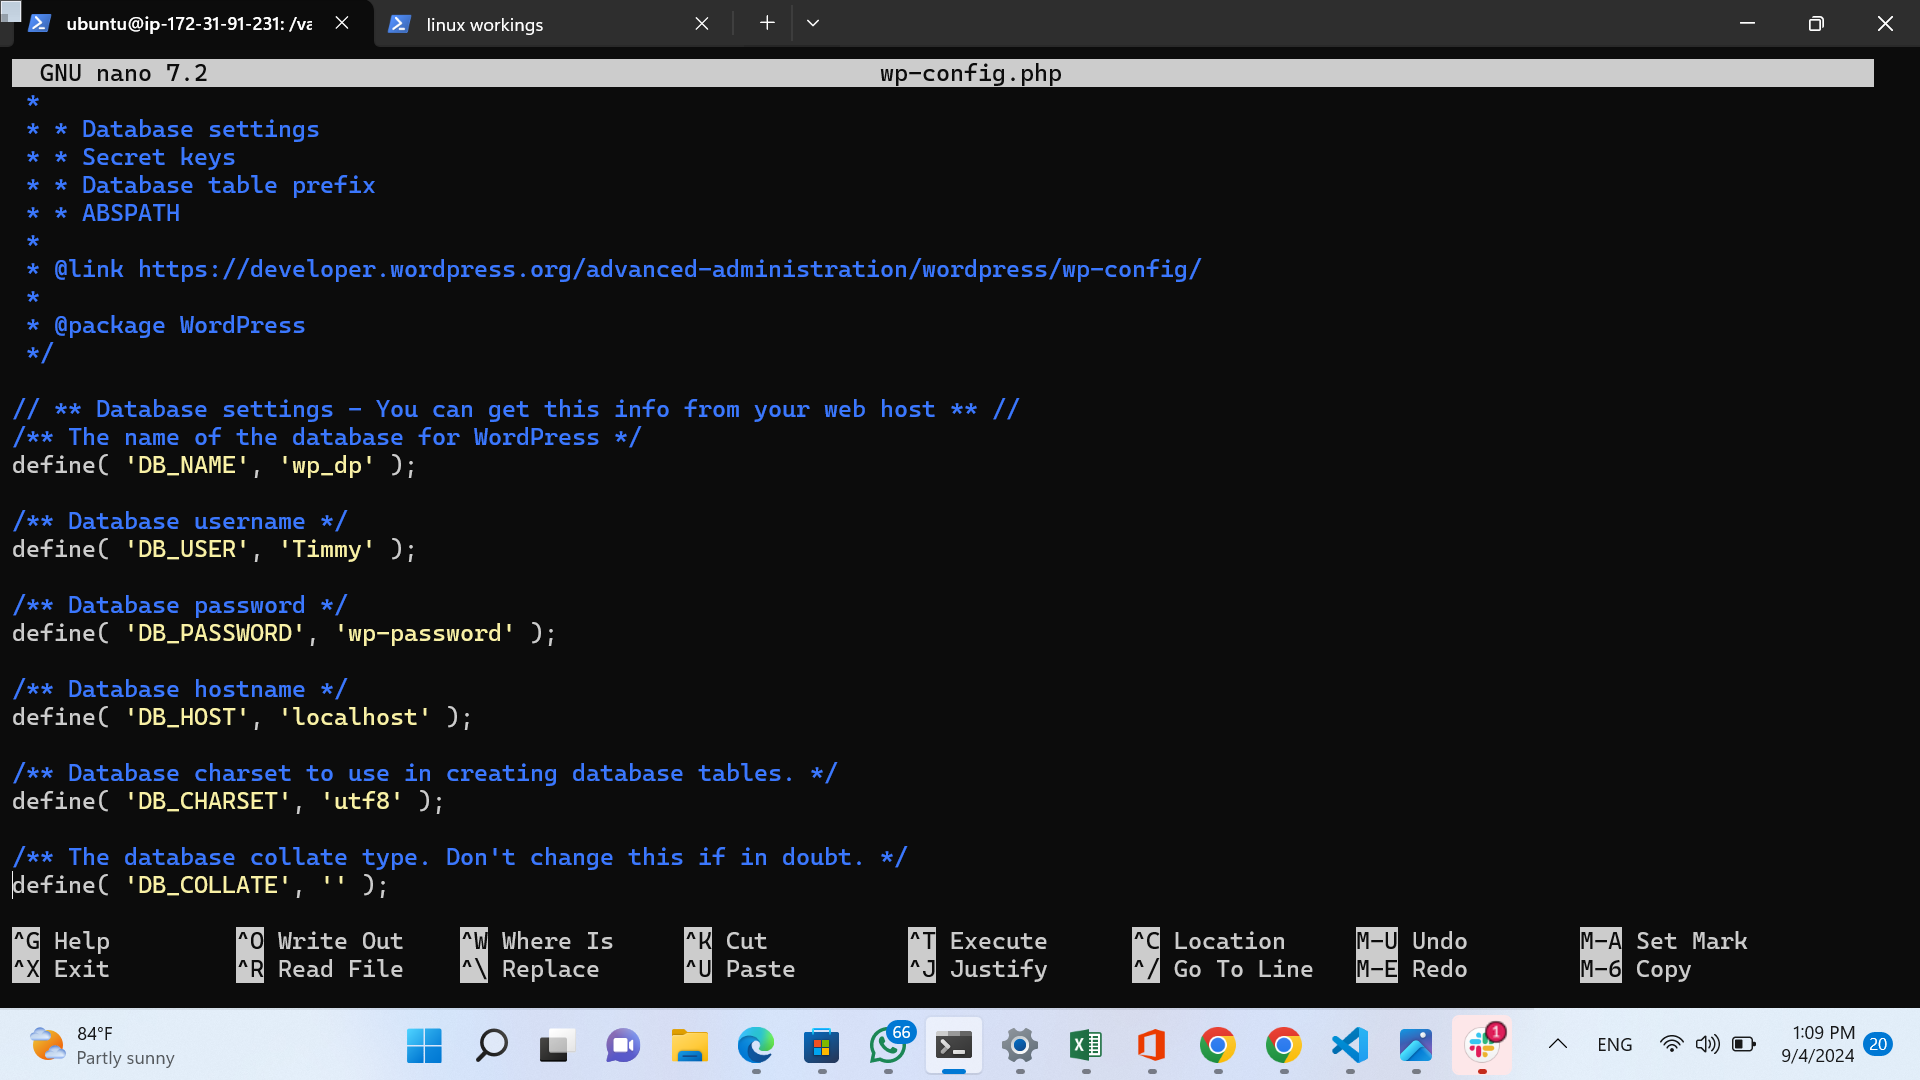 ubuntu@ip-172-31-91-231: /va
linux workings
GNU nano 7.2 wp-config.php
*
* * Database settings
* * Secret keys
* * Database table prefix
* * ABSPATH
*
* @link https://developer.wordpress.org/advanced-administration/wordpress/wp-config/
*
* @package WordPress
*/
// ** Database settings - You can get this info from your web host ** //
/** The name of the database for WordPress */
define( 'DB_NAME', 'wp_dp' );
/** Database username */
define( 'DB_USER', 'Timmy' );
/** Database password */
define( 'DB_PASSWORD', 'wp-password' );
/** Database hostname */
define( 'DB_HOST', 'localhost' );
/** Database charset to use in creating database tables. */
define( 'DB_CHARSET', 'utf8' );
/** The database collate type. Don't change this if in doubt. */
define( 'DB_COLLATE', '' );
^G Help ^O Write Out ^W Where Is ^K Cut ^T Execute ^C Location M-U Undo M-A Set Mark
^X Exit ^R Read File ^\ Replace ^U Paste ^J Justify ^/ Go To Line M-E Redo M-6 Copy
84°F
Partly sunny
66
1
ENG
1:09 PM
9/4/2024
20